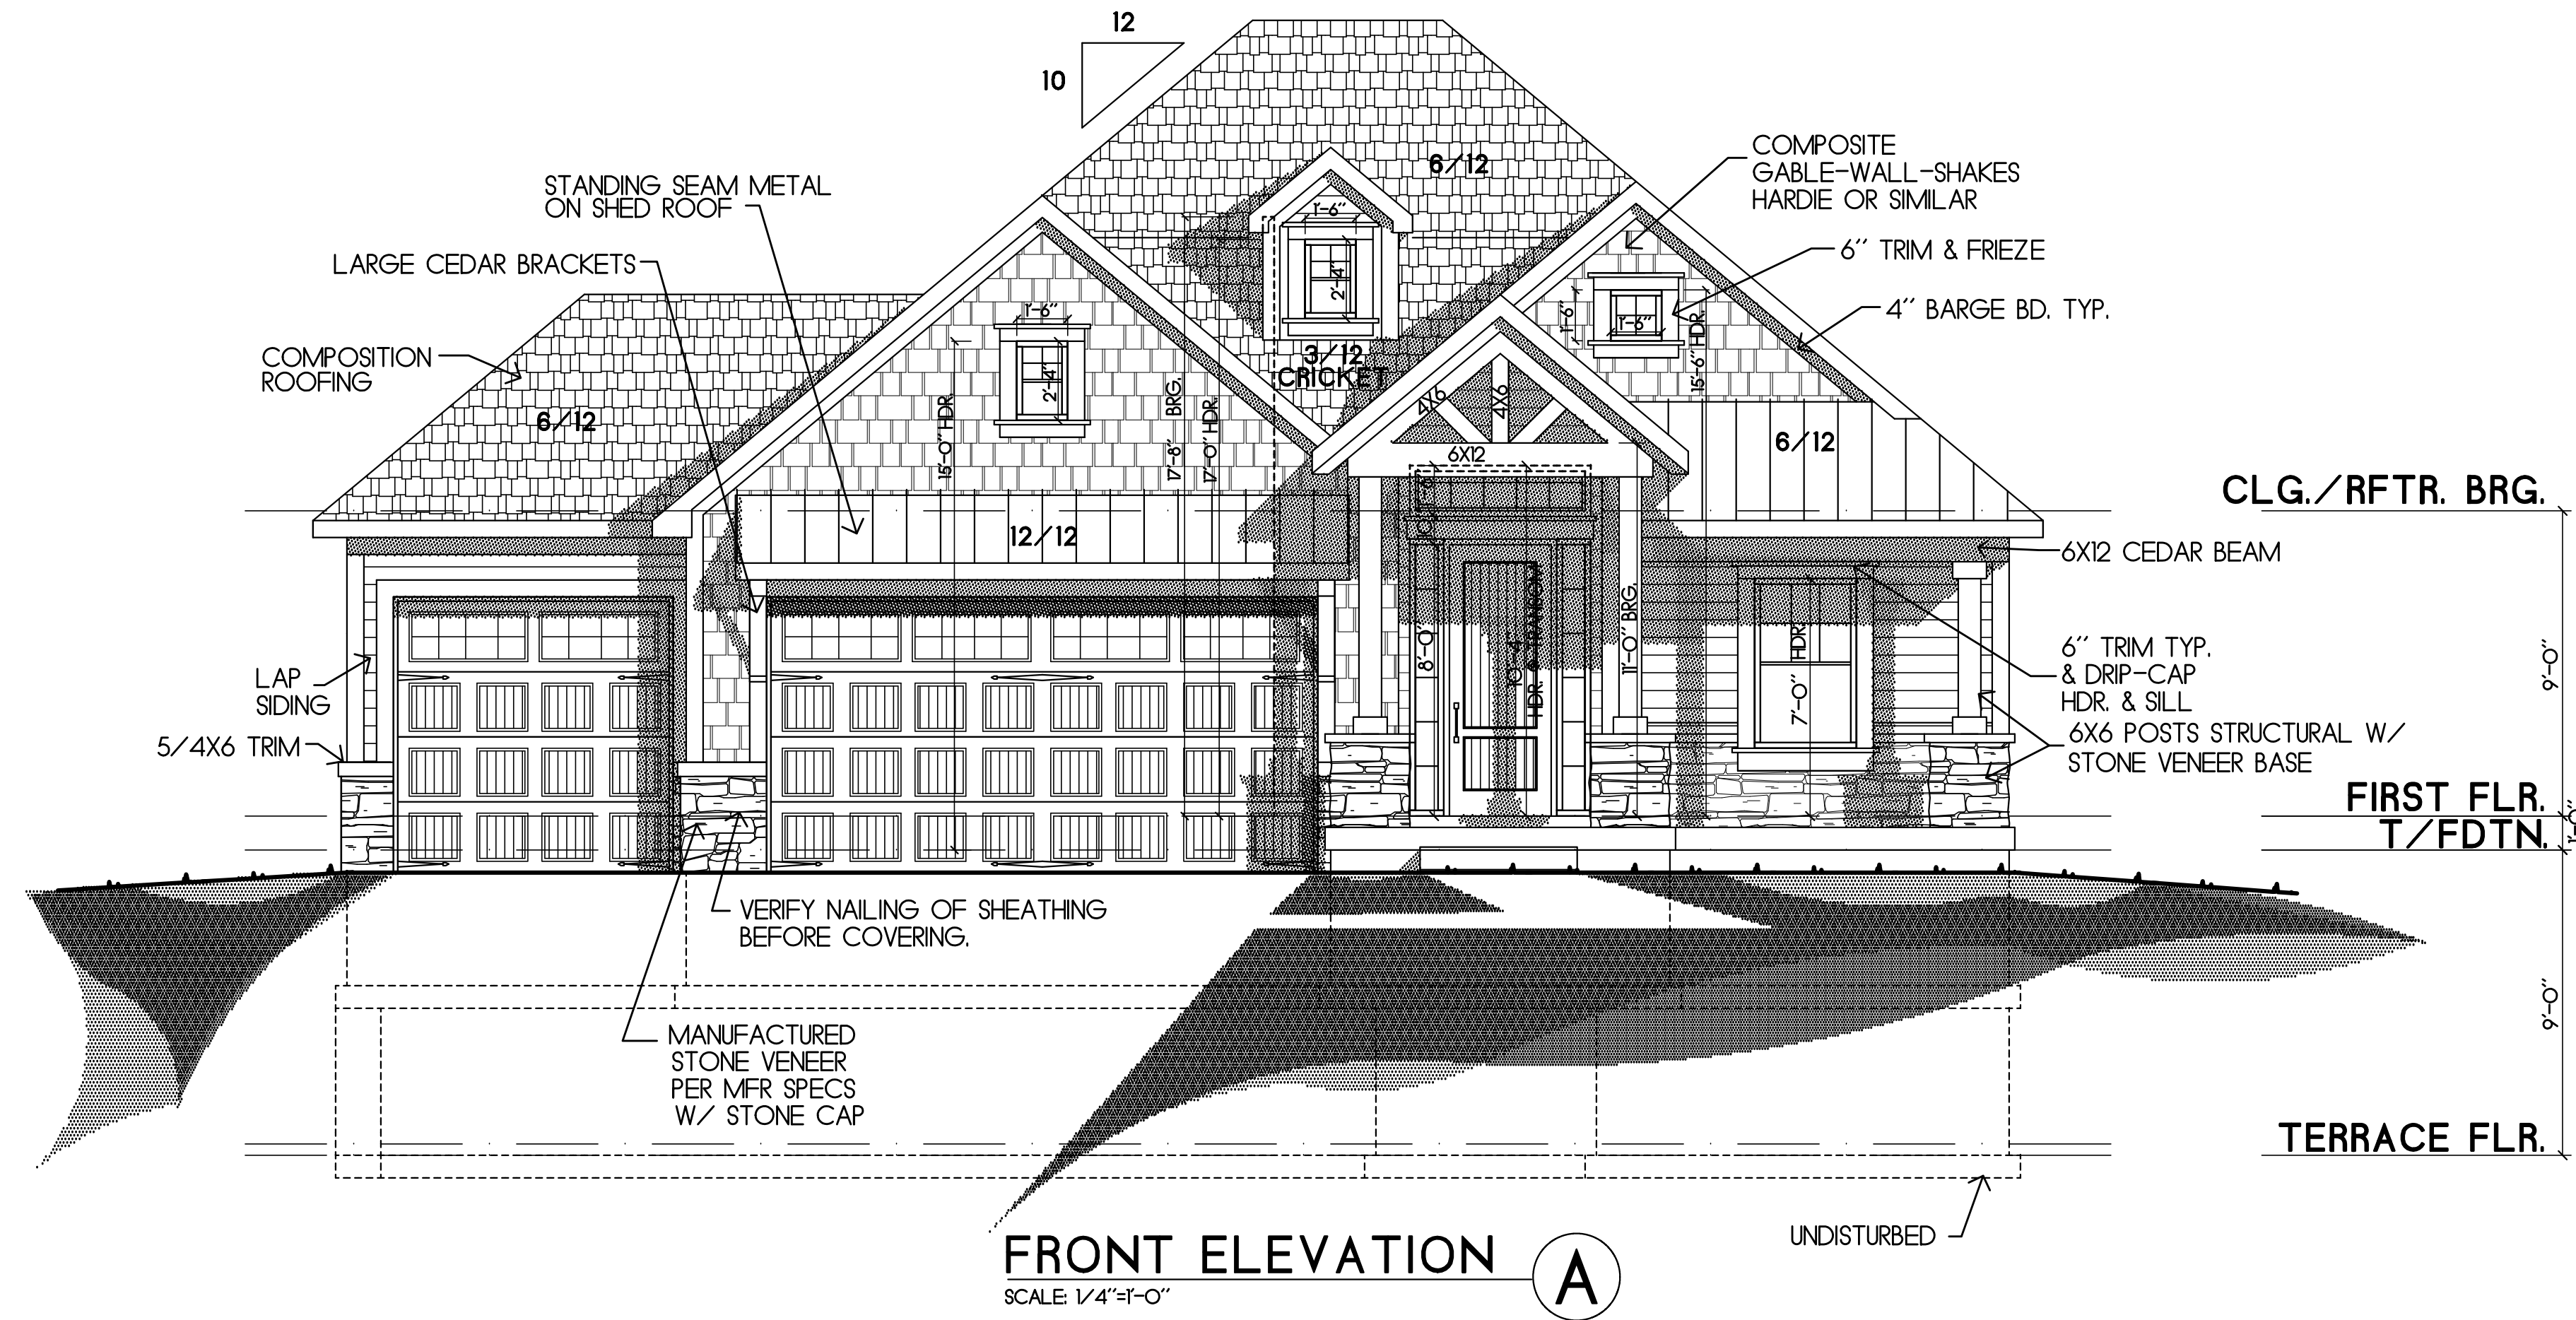 12
10
6/12
COMPOSITE
GABLE-WALL-SHAKES
HARDIE OR SIMILAR
STANDING SEAM METAL
ON SHED ROOF
6" TRIM & FRIEZE
LARGE CEDAR BRACKETS
4" BARGE BD. TYP.
1'-6"
2'-4"
1'-6"
1'-6"
15'-6" HDR.
1'-6"
2'-4"
COMPOSITION
ROOFING
3/12
CRICKET
4X6
4X6
6/12
15'-0" HDR.
17'-8" BRG.
17'-0" HDR.
6X12
6/12
CLG./RFTR. BRG.
12/12
6X12 CEDAR BEAM
LAP
SIDING
8'-0"
10'-4"
HDR. @ TRANSOM
11'-0" BRG.
7'-0" HDR.
6" TRIM TYP.
& DRIP-CAP
HDR. & SILL
9'-0"
5/4X6 TRIM
6X6 POSTS STRUCTURAL W/
STONE VENEER BASE
FIRST FLR.
T/FDTN.
1'-0"
VERIFY NAILING OF SHEATHING
BEFORE COVERING.
9'-0"
MANUFACTURED
STONE VENEER
PER MFR SPECS
W/ STONE CAP
TERRACE FLR.
UNDISTURBED
FRONT ELEVATION
A
SCALE: 1/4"=1'-0"